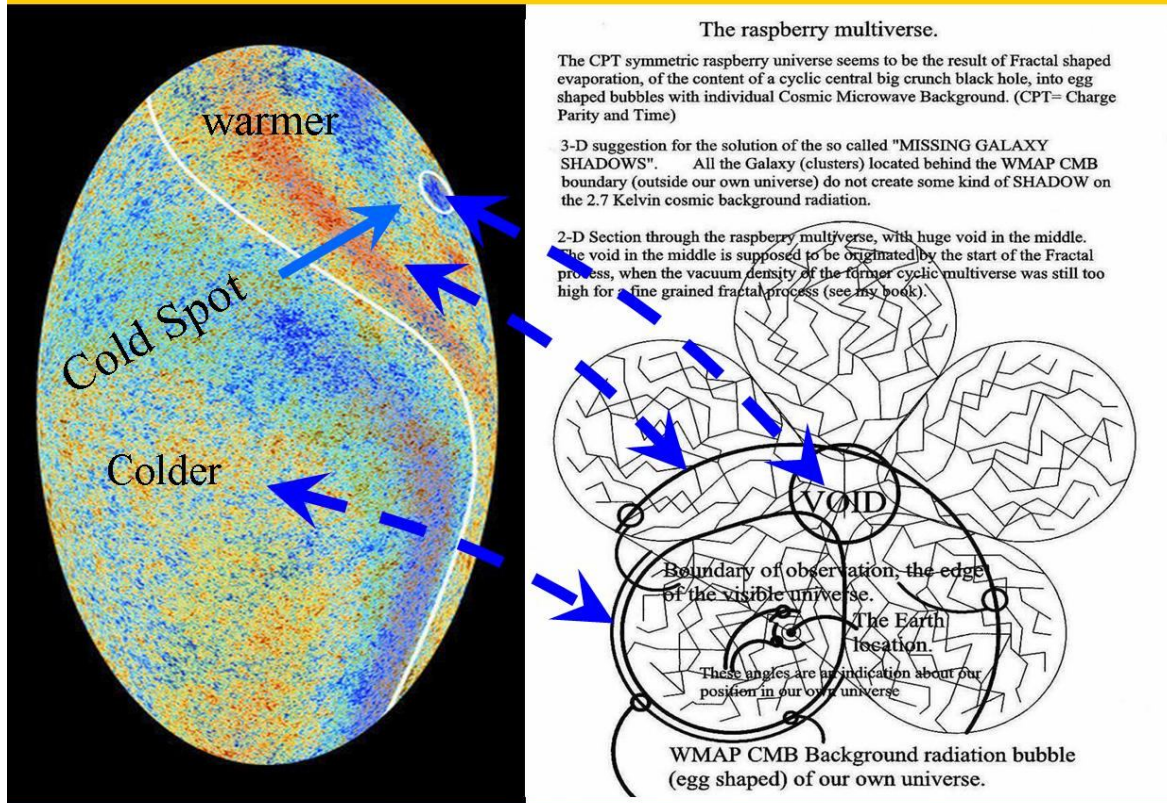 warmer
Cold Spot
Colder
The raspberry multiverse.
The CPT symmetric raspberry universe seems to be the result of Fractal shaped
evaporation, of the content of a cyclic central big crunch black hole, into egg
shaped bubbles with individual Cosmic Microwave Background. (CPT= Charge
Parity and Time)
3-D suggestion for the solution of the so called "MISSING GALAXY
SHADOWS". All the Galaxy (clusters) located behind the WMAP CMB
boundary (outside our own universe) do not create some kind of SHADOW on
the 2.7 Kelvin cosmic background radiation.
2-D Section through the raspberry multiverse, with huge void in the middle.
The void in the middle is supposed to be originated by the start of the Fractal
process, when the vacuum density of the former cyclic multiverse was still too
high for a fine grained fractal process (see my book).
VOID
Boundary of observation, the edge
of the visible universe.
The Earth
location.
These angles are an indication about our
position in our own universe
WMAP CMB Background radiation bubble
(egg shaped) of our own universe.